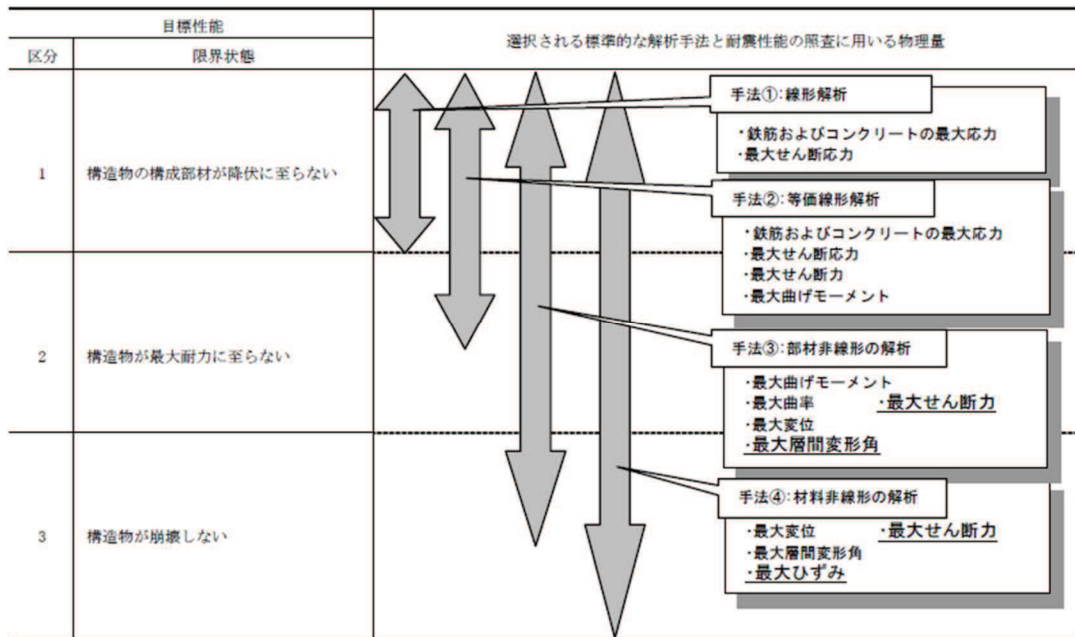 目標性能
選択される標準的な解析手法と耐震性能の照査に用いる物理量
区分
限界状態
1
構造物の構成部材が降伏に至らない
2
構造物が最大耐力に至らない
3
構造物が崩壊しない
手法①:線形解析
・鉄筋およびコンクリートの最大応力
・最大せん断応力
手法②:等価線形解析
・鉄筋およびコンクリートの最大応力
・最大せん断応力
・最大せん断力
・最大曲げモーメント
手法③:部材非線形の解析
・最大曲げモーメント
・最大曲率 ・最大せん断力
・最大変位
・最大層間変形角
手法④:材料非線形の解析
・最大変位 ・最大せん断力
・最大層間変形角
・最大ひずみ